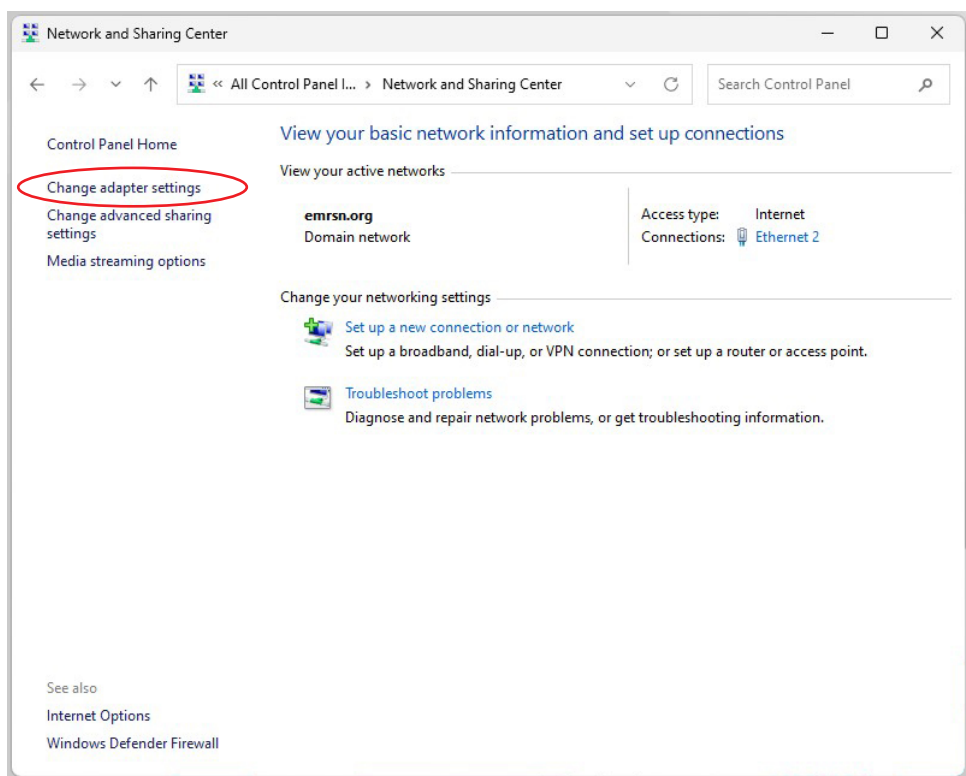 Network and Sharing Center
« All Control Panel I... › Network and Sharing Center
Search Control Panel
Control Panel Home
Change adapter settings
Change advanced sharing
settings
Media streaming options
View your basic network information and set up connections
View your active networks
emrsn.org
Domain network
Access type: Internet
Connections: Ethernet 2
Change your networking settings
Set up a new connection or network
Set up a broadband, dial-up, or VPN connection; or set up a router or access point.
Troubleshoot problems
Diagnose and repair network problems, or get troubleshooting information.
See also
Internet Options
Windows Defender Firewall